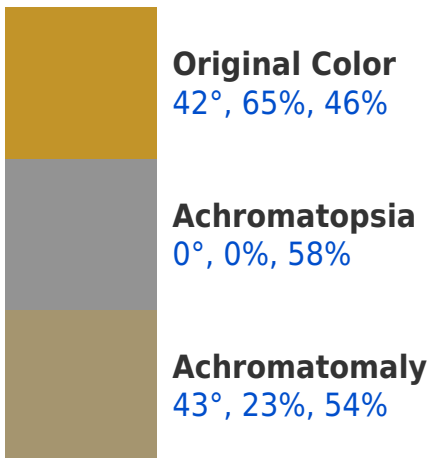 Original Color
42°, 65%, 46%
Achromatopsia
0°, 0%, 58%
Achromatomaly
43°, 23%, 54%